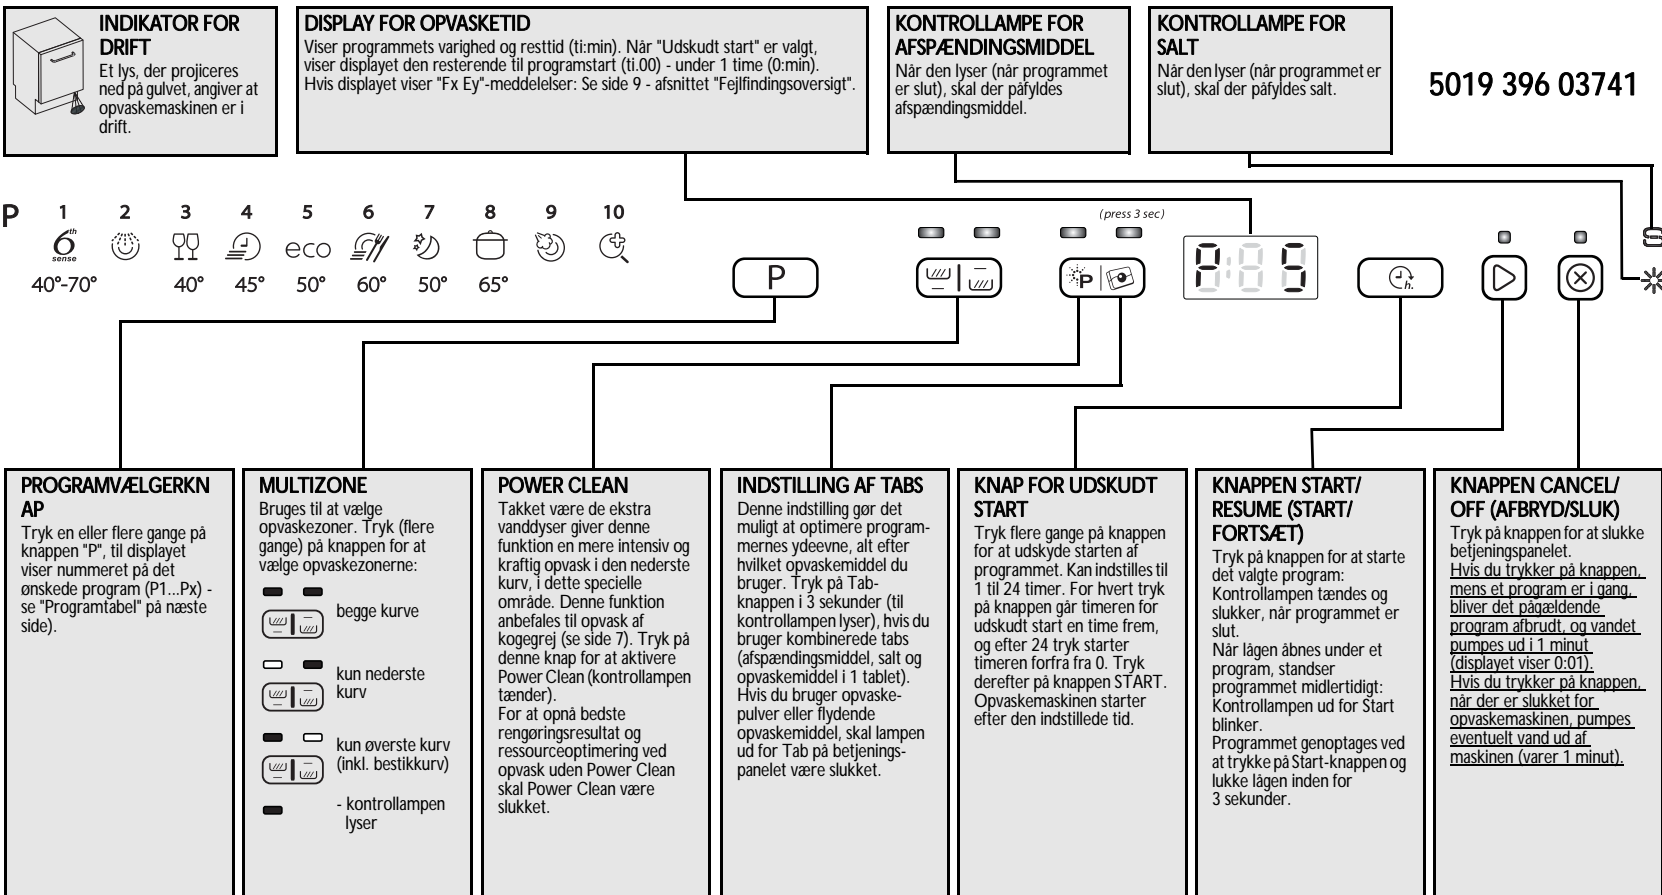 INDIKATOR FOR
DRIFT
Et lys, der projiceres
ned på gulvet, angiver at
opvaskemaskinen er i
drift.
DISPLAY FOR OPVASKETID
Viser programmets varighed og resttid (ti:min). Når "Udskudt start" er valgt,
viser displayet den resterende til programstart (ti.00) - under 1 time (0:min).
Hvis displayet viser "Fx Ey"-meddelelser: Se side 9 - afsnittet "Fejlfindingsoversigt".
KONTROLLAMPE FOR
AFSPÆNDINGSMIDDEL
Når den lyser (når programmet
er slut), skal der påfyldes
afspændingsmiddel.
KONTROLLAMPE FOR
SALT
Når den lyser (når programmet er
slut), skal der påfyldes salt.
5019 396 03741
P 1 2 3 4 5 6 7 8 9 10
6th sense eco
40°-70° 40° 45° 50° 60° 50° 65°
(press 3 sec)
P
P
P 5
h.
S
PROGRAMVÆLGERKN
AP
Tryk en eller flere gange på
knappen "P", til displayet
viser nummeret på det
ønskede program (P1...Px) -
se "Programtabel" på næste
side).
MULTIZONE
Bruges til at vælge
opvaskezoner. Tryk (flere
gange) på knappen for at
vælge opvaskezonerne:
begge kurve
kun nederste
kurv
kun øverste kurv
(inkl. bestikkurv)
- kontrollampen
lyser
POWER CLEAN
Takket være de ekstra
vanddyser giver denne
funktion en mere intensiv og
kraftig opvask i den nederste
kurv, i dette specielle
område. Denne funktion
anbefales til opvask af
kogegrej (se side 7). Tryk på
denne knap for at aktivere
Power Clean (kontrollampen
tænder).
For at opnå bedste
rengøringsresultat og
ressourceoptimering ved
opvask uden Power Clean
skal Power Clean være
slukket.
INDSTILLING AF TABS
Denne indstilling gør det
muligt at optimere program-
mernes ydeevne, alt efter
hvilket opvaskemiddel du
bruger. Tryk på Tab-
knappen i 3 sekunder (til
kontrollampen lyser), hvis du
bruger kombinerede tabs
(afspændingsmiddel, salt og
opvaskemiddel i 1 tablet).
Hvis du bruger opvaske-
pulver eller flydende
opvaskemiddel, skal lampen
ud for Tab på betjenings-
panelet være slukket.
KNAP FOR UDSKUDT
START
Tryk flere gange på knappen
for at udskyde starten af
programmet. Kan indstilles til
1 til 24 timer. For hvert tryk
på knappen går timeren for
udskudt start en time frem,
og efter 24 tryk starter
timeren forfra fra 0. Tryk
derefter på knappen START.
Opvaskemaskinen starter
efter den indstillede tid.
KNAPPEN START/
RESUME (START/
FORTSÆT)
Tryk på knappen for at starte
det valgte program:
Kontrollampen tændes og
slukker, når programmet er
slut.
Når lågen åbnes under et
program, standser
programmet midlertidigt:
Kontrollampen ud for Start
blinker.
Programmet genoptages ved
at trykke på Start-knappen og
lukke lågen inden for
3 sekunder.
KNAPPEN CANCEL/
OFF (AFBRYD/SLUK)
Tryk på knappen for at slukke
betjeningspanelet.
Hvis du trykker på knappen,
mens et program er i gang,
bliver det pågældende
program afbrudt, og vandet
pumpes ud i 1 minut
(displayet viser 0:01).
Hvis du trykker på knappen,
når der er slukket for
opvaskemaskinen, pumpes
eventuelt vand ud af
maskinen (varer 1 minut).